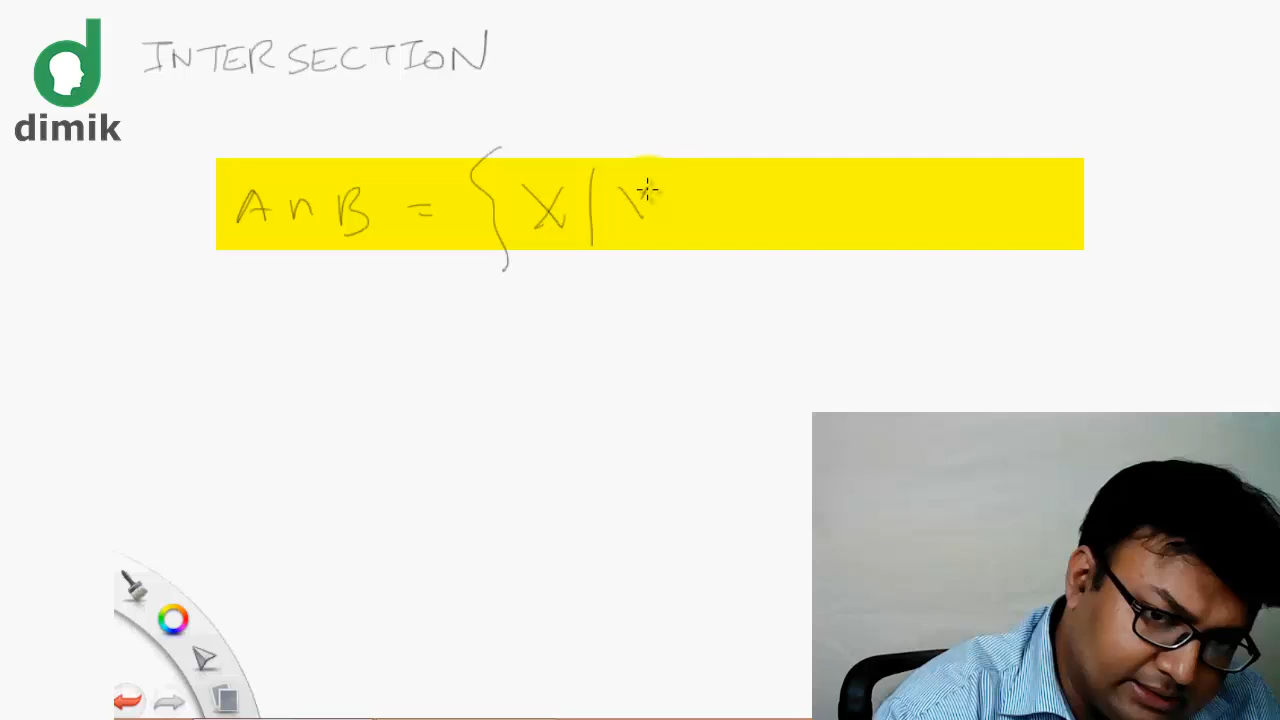 dimik
INTERSECTION
A ∩ B = { X |